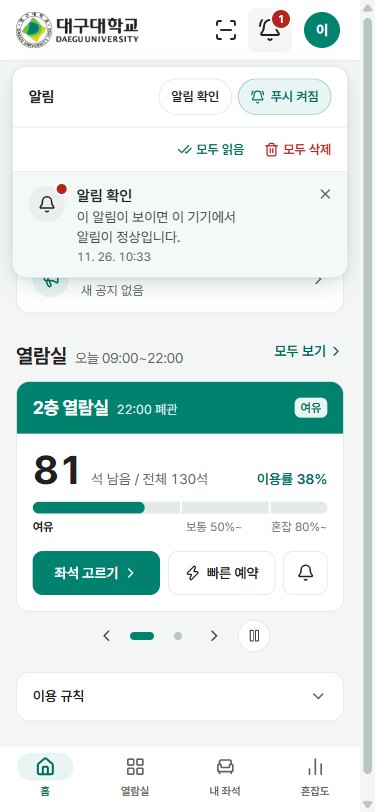 대구대학교
DAEGU UNIVERSITY
1
이
알림
알림 확인
푸시 켜짐
모두 읽음
모두 삭제
알림 확인
이 알림이 보이면 이 기기에서
알림이 정상입니다.
11. 26. 10:33
새 공지 없음
열람실 오늘 09:00~22:00
모두 보기
2층 열람실 22:00 폐관
여유
81 석 남음 / 전체 130석
이용률 38%
여유
보통 50%~
혼잡 80%~
좌석 고르기
빠른 예약
이용 규칙
홈
열람실
내 좌석
혼잡도